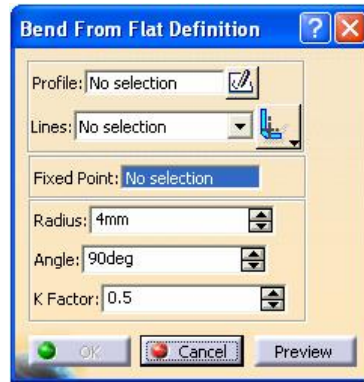 Bend From Flat Definition
Profile: No selection
Lines: No selection
Fixed Point: No selection
Radius: 4mm
Angle: 90deg
K Factor: 0.5
OK Cancel Preview